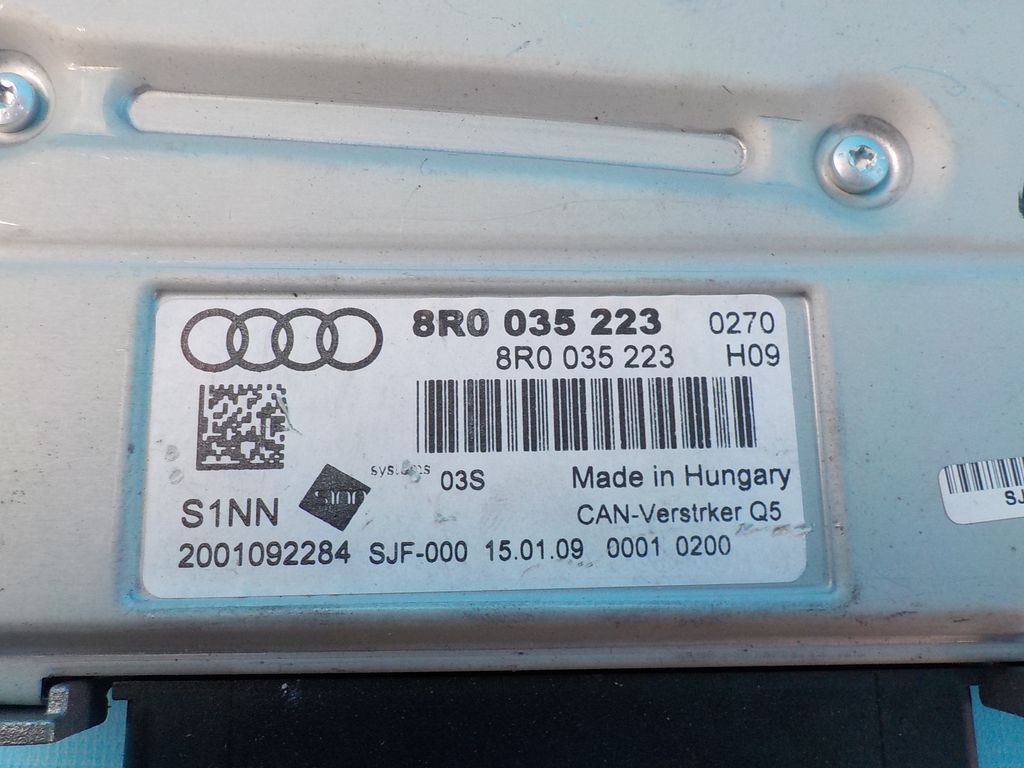 8R0 035 223 0270
8R0 035 223 H09
03S Made in Hungary
S1NN CAN-Verstrker Q5
2001092284 SJF-000 15.01.09 0001 0200
SJ